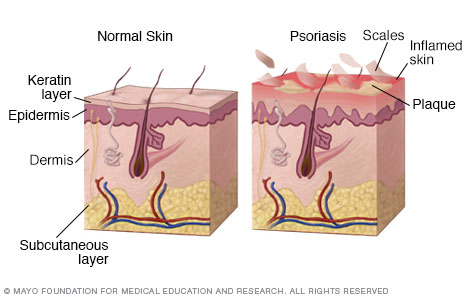 Normal Skin
Psoriasis
Scales
Inflamed
skin
Plaque
Keratin
layer
Epidermis
Dermis
Subcutaneous
layer
© MAYO FOUNDATION FOR MEDICAL EDUCATION AND RESEARCH. ALL RIGHTS RESERVED